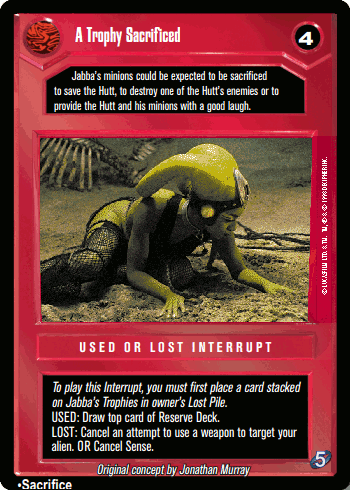 A Trophy Sacrificed
4
Jabba's minions could be expected to be sacrificed
to save the Hutt, to destroy one of the Hutt's enemies or to
provide the Hutt and his minions with a good laugh.
USED OR LOST INTERRUPT
To play this Interrupt, you must first place a card stacked
on Jabba's Trophies in owner's Lost Pile.
USED: Draw top card of Reserve Deck.
LOST: Cancel an attempt to use a weapon to target your
alien. OR Cancel Sense.
5
Original concept by Jonathan Murray
•Sacrifice